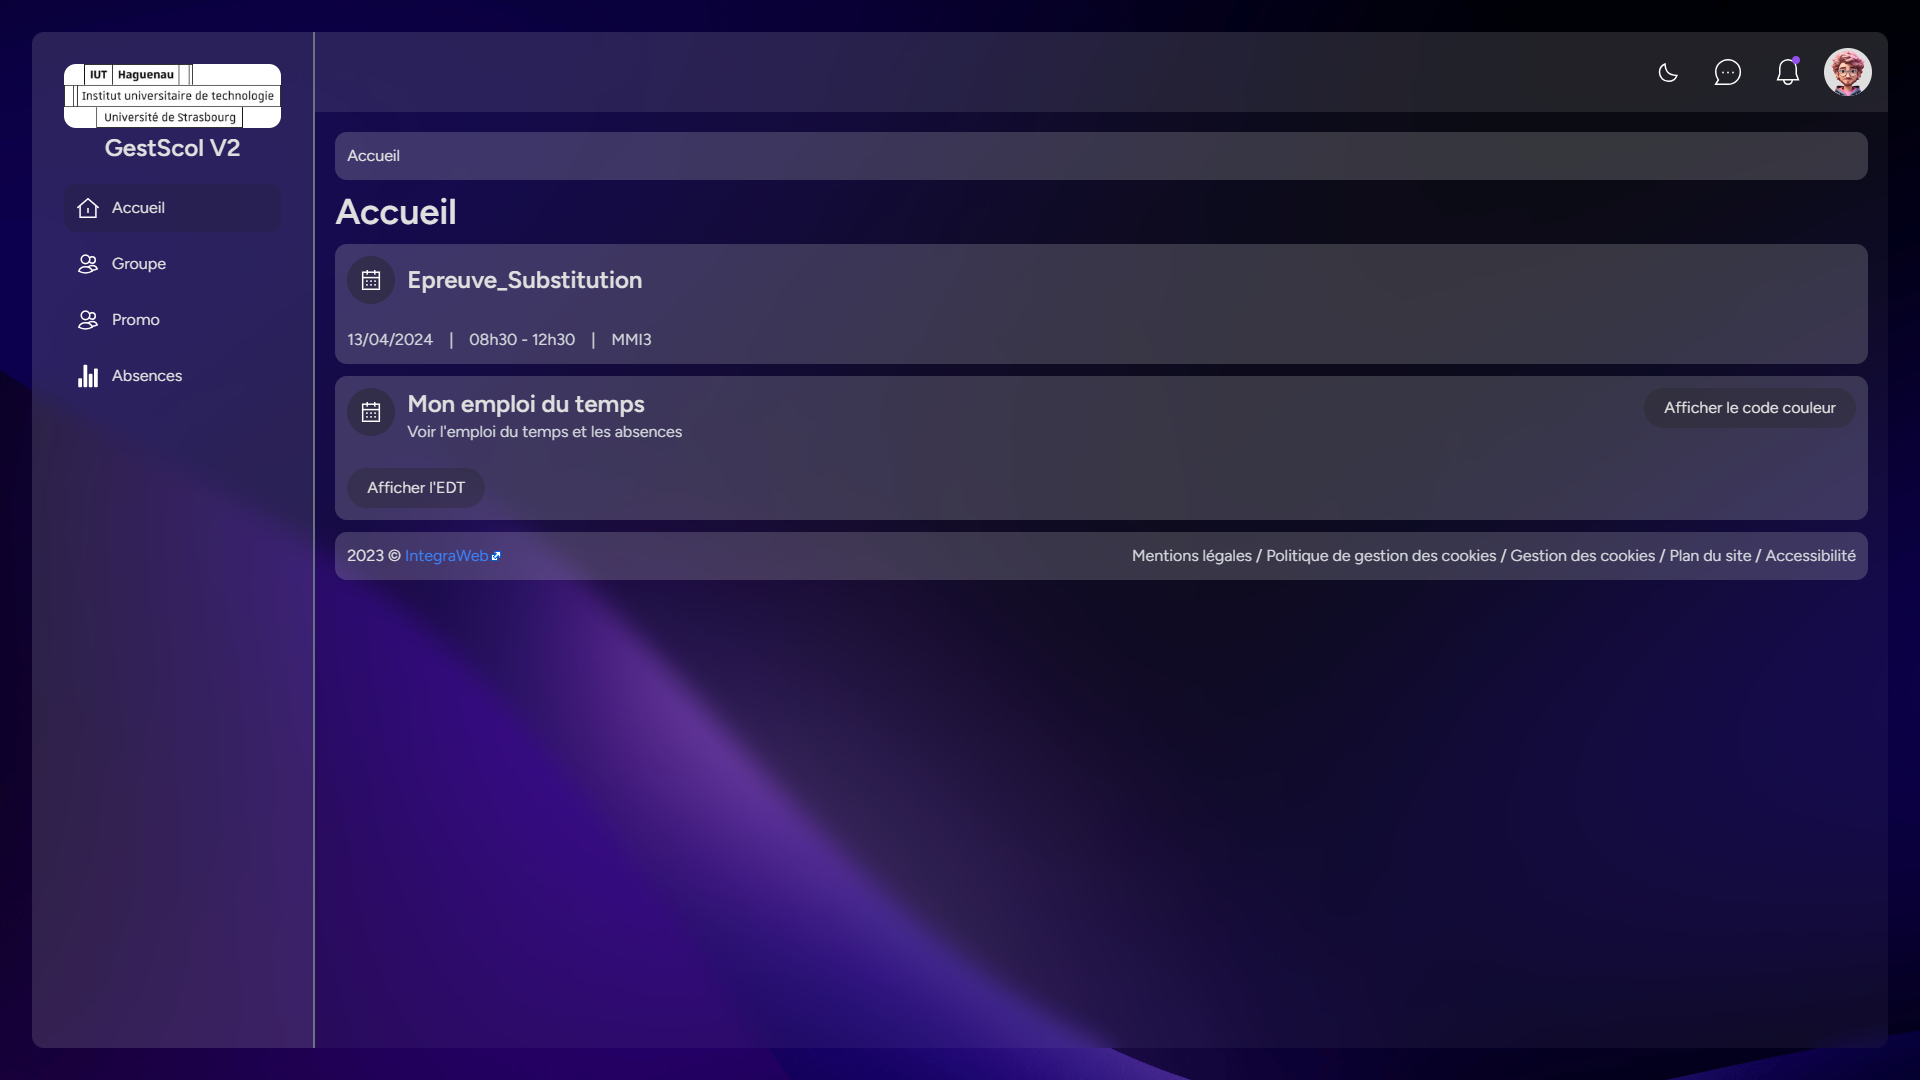 IUT Haguenau
Institut universitaire de technologie
Université de Strasbourg
GestScol V2
Accueil
Groupe
Promo
Absences
Accueil
Accueil
Epreuve_Substitution
13/04/2024 | 08h30 - 12h30 | MMI3
Mon emploi du temps
Voir l'emploi du temps et les absences
Afficher le code couleur
Afficher l'EDT
2023 © IntegraWeb
Mentions légales / Politique de gestion des cookies / Gestion des cookies / Plan du site / Accessibilité